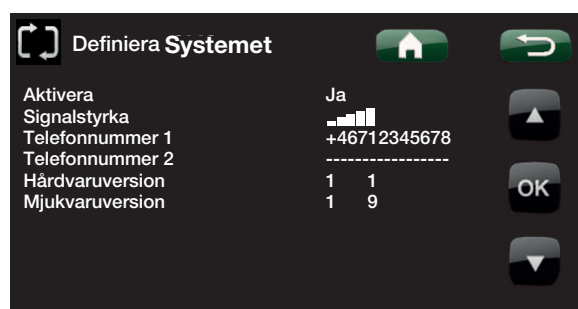 Definiera Systemet
Aktivera Ja
Signalstyrka
Telefonnummer 1 +46712345678
Telefonnummer 2 -----------------
Hårdvaruversion 1 1
OK
Mjukvaruversion 1 9